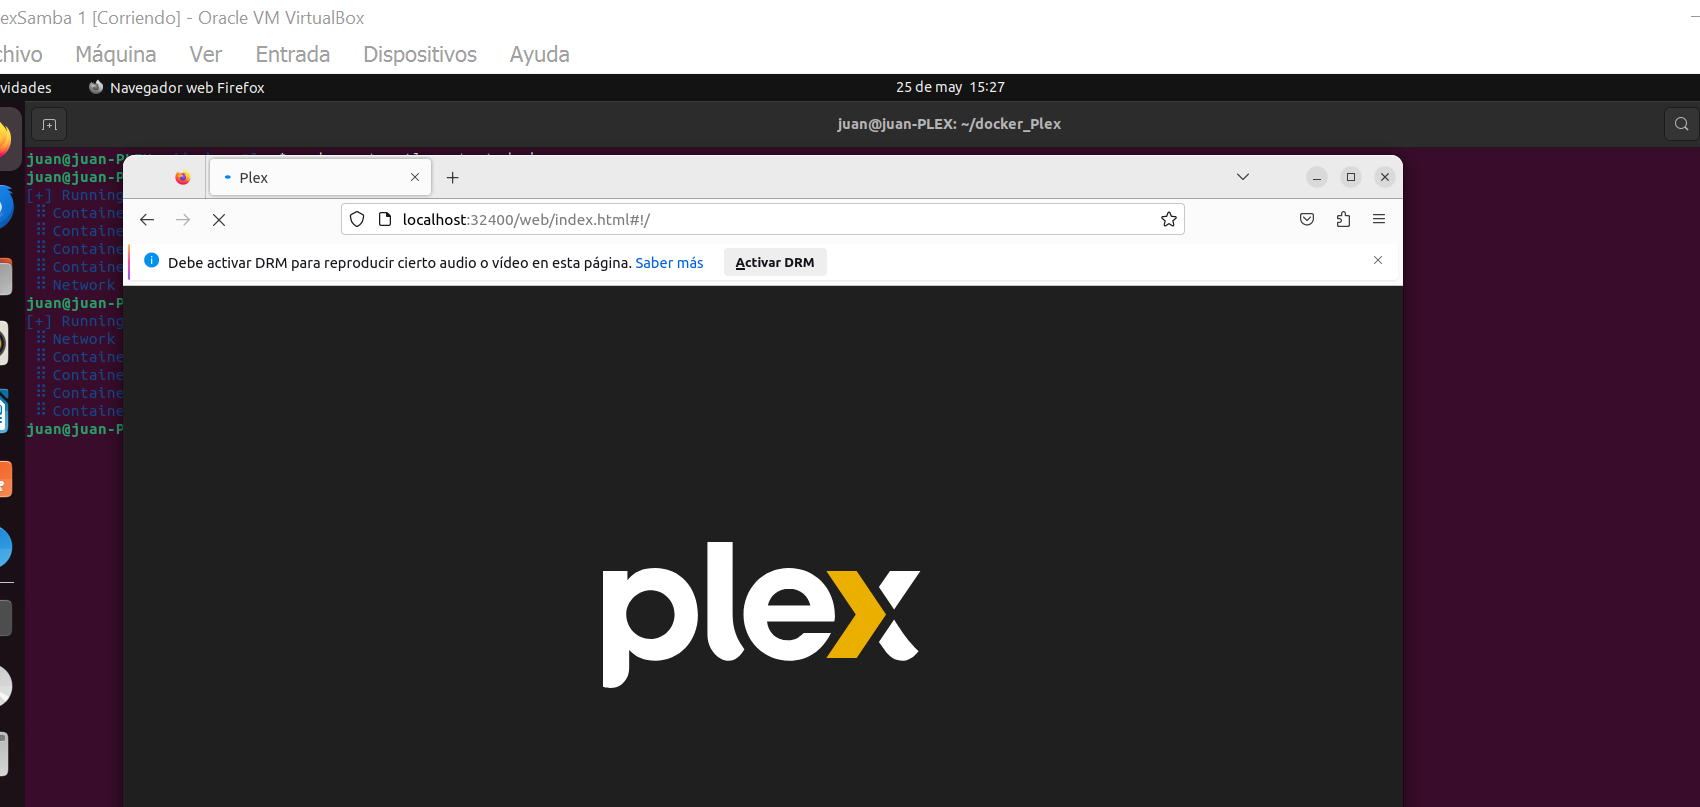 exSamba 1 [Corriendo] - Oracle VM VirtualBox
chivo Máquina Ver Entrada Dispositivos Ayuda
vidades Navegador web Firefox 25 de may 15:27
juan@juan-PLEX: ~/docker_Plex
juan@juan-PL
juan@juan-P
Plex
[+] Running
Containe
localhost:32400/web/index.html#!/
Containe
Containe
Debe activar DRM para reproducir cierto audio o vídeo en esta página. Saber más Activar DRM
Containe
Network
juan@juan-P
[+] Running
Network
Containe
Containe
Containe
Containe
juan@juan-P
plex